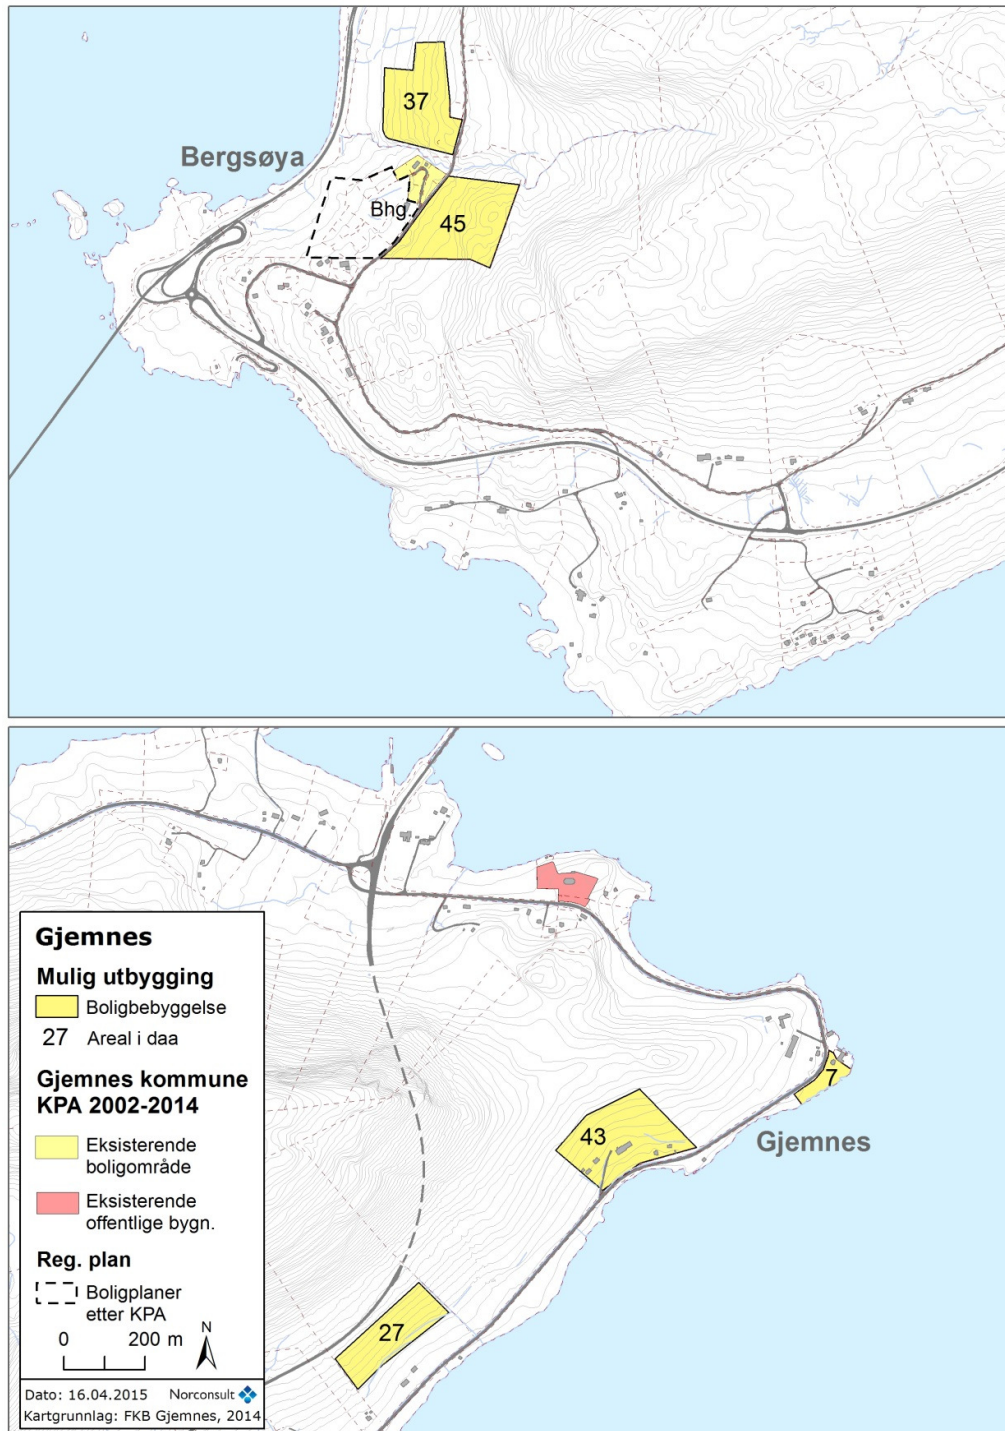 37
Bergsøya
Bhg.
45
Gjemnes
Mulig utbygging
Boligbebyggelse
27 Areal i daa
Gjemnes kommune
KPA 2002-2014
Eksisterende
boligområde
Eksisterende
offentlige bygn.
Reg. plan
Boligplaner
etter KPA
0 200 m
N
Dato: 16.04.2015 Norconsult
Kartgrunnlag: FKB Gjemnes, 2014
7
43
Gjemnes
27